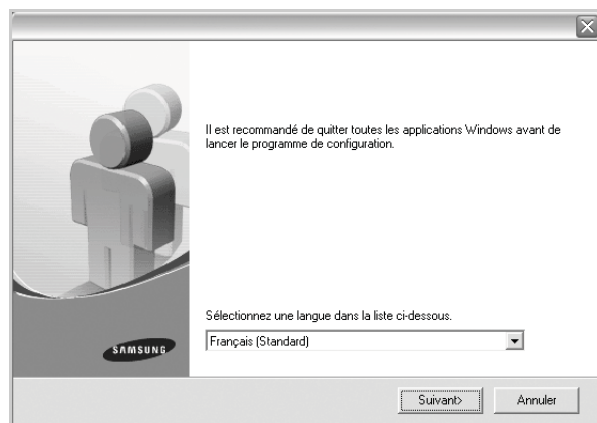 Il est recommandé de quitter toutes les applications Windows avant de
lancer le programme de configuration.
Sélectionnez une langue dans la liste ci-dessous.
Français (Standard)
SAMSUNG
Suivant>
Annuler